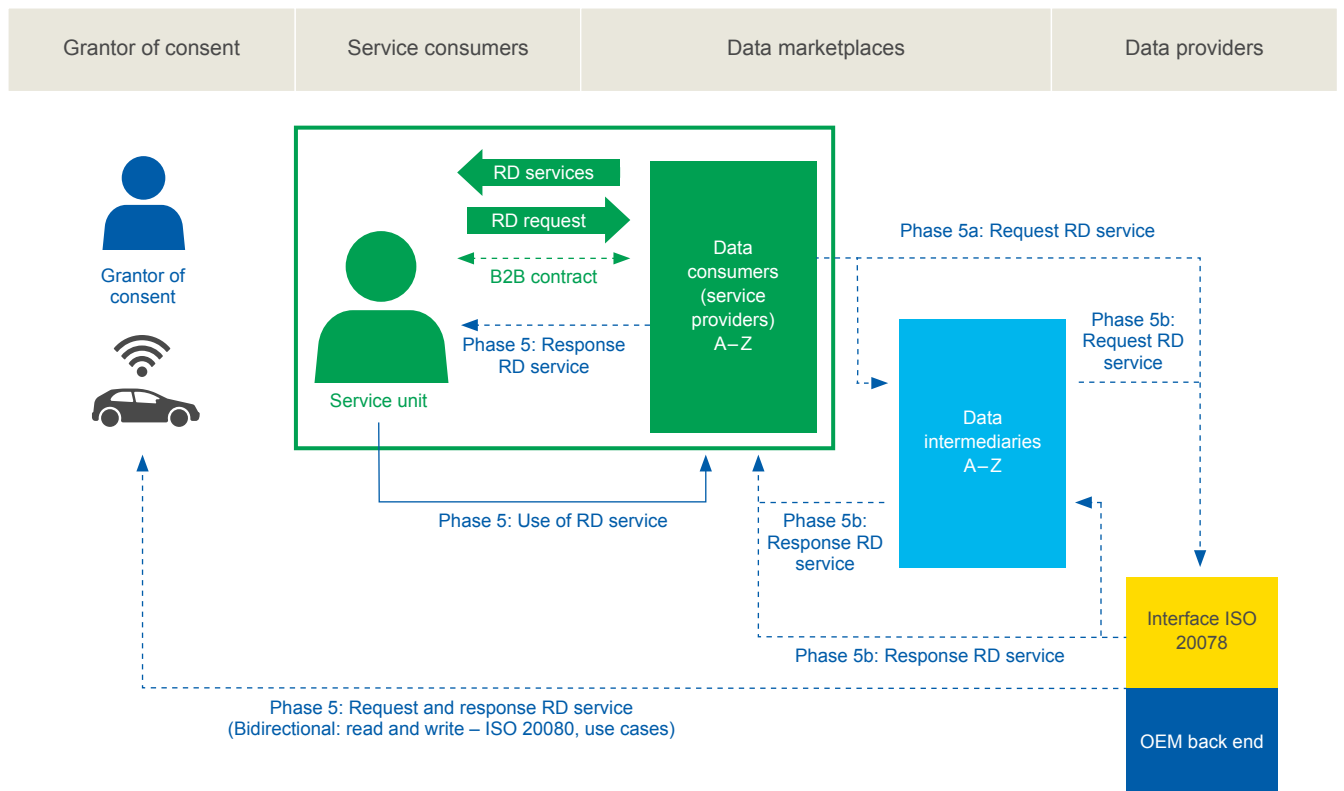 Grantor of consent
Service consumers
Data marketplaces
Data providers
RD services
RD request
B2B contract
Phase 5: Response
RD service
Service unit
Grantor of
consent
Data
consumers
(service
providers)
A–Z
Phase 5a: Request RD service
Phase 5b:
Request RD
service
Data
intermediaries
A–Z
Phase 5: Use of RD service
Phase 5b:
Response RD
service
Interface ISO
20078
Phase 5b: Response RD service
Phase 5: Request and response RD service
(Bidirectional: read and write – ISO 20080, use cases)
OEM back end